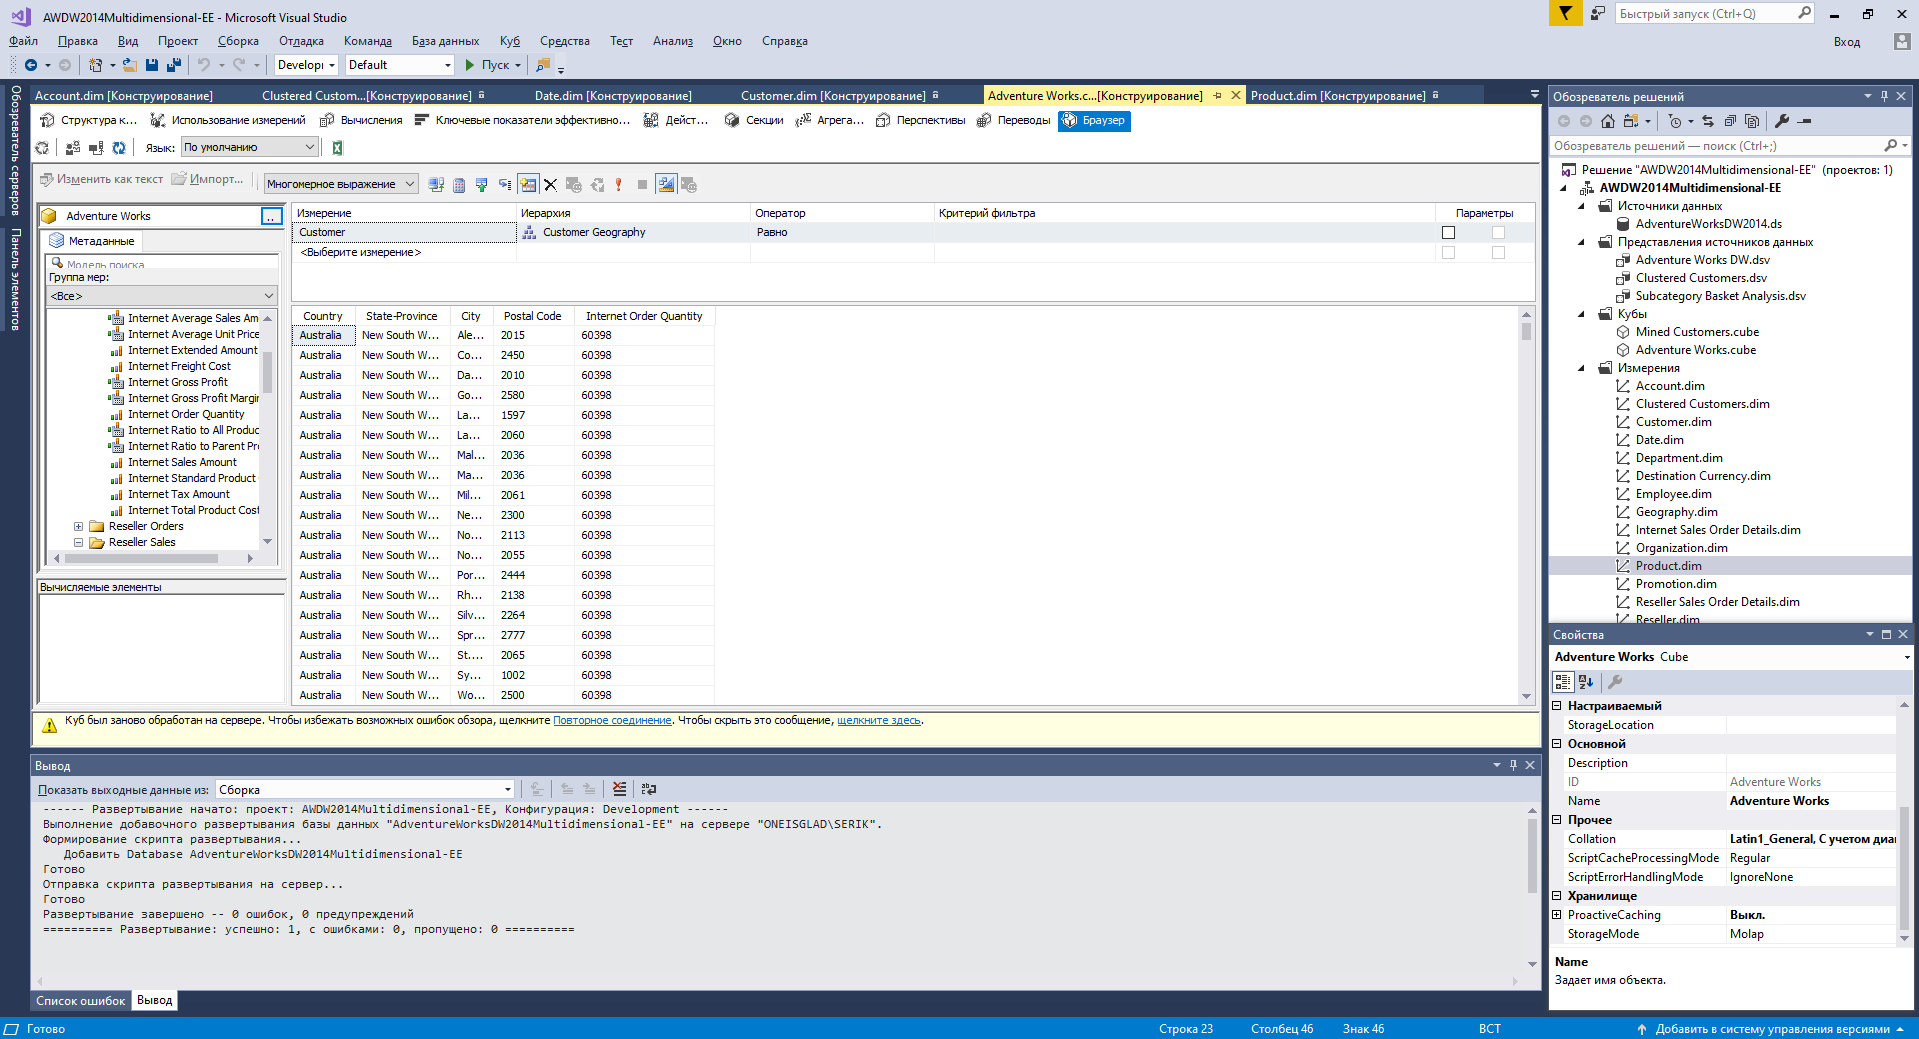 AWDW2014Multidimensional-EE - Microsoft Visual Studio
Быстрый запуск (Ctrl+Q)
Файл Правка Вид Проект Сборка Отладка Команда База данных Куб Средства Тест Анализ Окно Справка
Вход
Developi Default Пуск
Обозреватель серверов
Панель элементов
Account.dim [Конструирование] Clustered Custom...[Конструирование] Date.dim [Конструирование] Customer.dim [Конструирование] Adventure Works.c...[Конструирование] Product.dim [Конструирование]
Структура к... Использование измерений Вычисления Ключевые показатели эффективно... Дейст... Секции Агрега... Перспективы Переводы Браузер
Язык: По умолчанию
Изменить как текст Импорт... Многомерное выражение
Adventure Works
..
Метаданные
Модель поиска
Группа мер:
<Все>
Internet Average Sales Am
Internet Average Unit Price
Internet Extended Amount
Internet Freight Cost
Internet Gross Profit
Internet Gross Profit Margin
Internet Order Quantity
Internet Ratio to All Produc
Internet Ratio to Parent Pr
Internet Sales Amount
Internet Standard Product
Internet Tax Amount
Internet Total Product Cost
Reseller Orders
Reseller Sales
Вычисляемые элементы
Измерение Иерархия Оператор Критерий фильтра Параметры
Customer Customer Geography Равно
<Выберите измерение>
Country State-Province City Postal Code Internet Order Quantity
Australia New South W... Ale... 2015 60398
Australia New South W... Co... 2450 60398
Australia New South W... Da... 2010 60398
Australia New South W... Go... 2580 60398
Australia New South W... La... 1597 60398
Australia New South W... La... 2060 60398
Australia New South W... Mal... 2036 60398
Australia New South W... Ma... 2036 60398
Australia New South W... Mil... 2061 60398
Australia New South W... Ne... 2300 60398
Australia New South W... No... 2113 60398
Australia New South W... No... 2055 60398
Australia New South W... Por... 2444 60398
Australia New South W... Rh... 2138 60398
Australia New South W... Silv... 2264 60398
Australia New South W... Spr... 2777 60398
Australia New South W... St.... 2065 60398
Australia New South W... Sy... 1002 60398
Australia New South W... Wo... 2500 60398
Куб был заново обработан на сервере. Чтобы избежать возможных ошибок обзора, щелкните Повторное соединение. Чтобы скрыть это сообщение, щелкните здесь.
Вывод
Показать выходные данные из: Сборка
------ Развертывание начато: проект: AWDW2014Multidimensional-EE, Конфигурация: Development ------
Выполнение добавочного развертывания базы данных "AdventureWorksDW2014Multidimensional-EE" на сервере "ONEISGLAD\SERIK".
Формирование скрипта развертывания...
Добавить Database AdventureWorksDW2014Multidimensional-EE
Готово
Отправка скрипта развертывания на сервер...
Готово
Развертывание завершено -- 0 ошибок, 0 предупреждений
========== Развертывание: успешно: 1, с ошибками: 0, пропущено: 0 ==========
Список ошибок Вывод
Обозреватель решений
Обозреватель решений — поиск (Ctrl+;)
Решение "AWDW2014Multidimensional-EE" (проектов: 1)
AWDW2014Multidimensional-EE
Источники данных
AdventureWorksDW2014.ds
Представления источников данных
Adventure Works DW.dsv
Clustered Customers.dsv
Subcategory Basket Analysis.dsv
Кубы
Mined Customers.cube
Adventure Works.cube
Измерения
Account.dim
Clustered Customers.dim
Customer.dim
Date.dim
Department.dim
Destination Currency.dim
Employee.dim
Geography.dim
Internet Sales Order Details.dim
Organization.dim
Product.dim
Promotion.dim
Reseller Sales Order Details.dim
Reseller.dim
Свойства
Adventure Works Cube
Настраиваемый
StorageLocation
Основной
Description
ID Adventure Works
Name Adventure Works
Прочее
Collation Latin1_General, С учетом диа
ScriptCacheProcessingMode Regular
ScriptErrorHandlingMode IgnoreNone
Хранилище
ProactiveCaching Выкл.
StorageMode Molap
Name
Задает имя объекта.
Готово Строка 23 Столбец 46 Знак 46 ВСТ Добавить в систему управления версиями